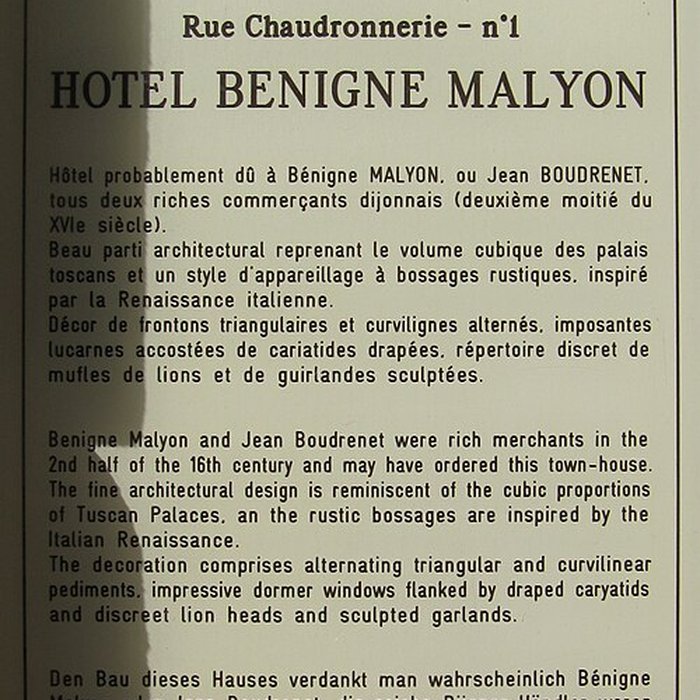 Rue Chaudronnerie - n°1
HOTEL BENIGNE MALYON
Hôtel probablement dû à Bénigne MALYON, ou Jean BOUDRENET,
tous deux riches commerçants dijonnais (deuxième moitié du
XVIe siècle).
Beau parti architectural reprenant le volume cubique des palais
toscans et un style d'appareillage à bossages rustiques, inspiré
par la Renaissance italienne.
Décor de frontons triangulaires et curvilignes alternés, imposantes
lucarnes accostées de cariatides drapées, répertoire discret de
mufles de lions et de guirlandes sculptées.
Benigne Malyon and Jean Boudrenet were rich merchants in the
2nd half of the 16th century and may have ordered this town-house.
The fine architectural design is reminiscent of the cubic proportions
of Tuscan Palaces, an the rustic bossages are inspired by the
Italian Renaissance.
The decoration comprises alternating triangular and curvilinear
pediments, impressive dormer windows flanked by draped caryatids
and discreet lion heads and sculpted garlands.
Den Bau dieses Hauses verdankt man wahrscheinlich Bénigne